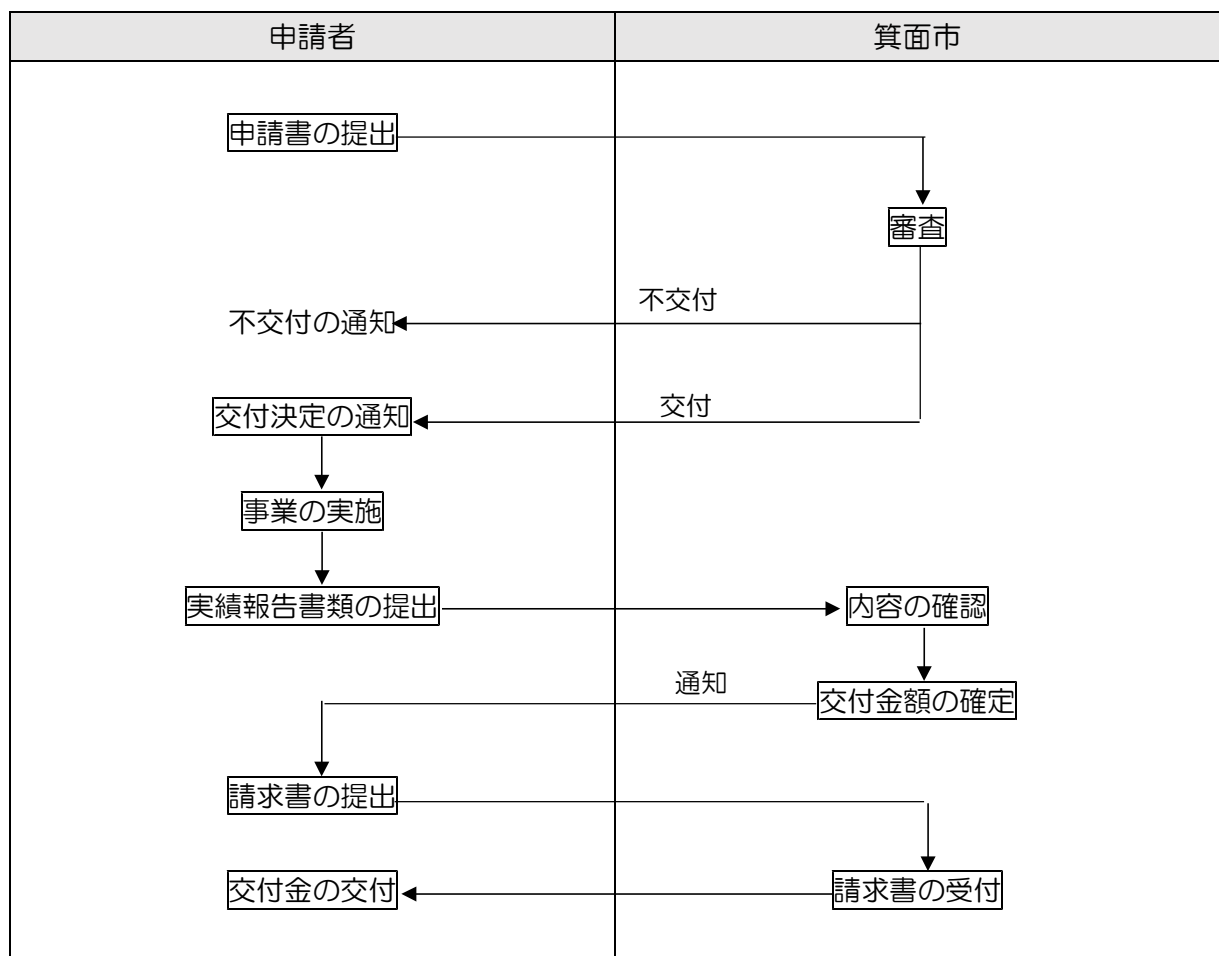 申請者
箕面市
申請書の提出
審査
不交付
不交付の通知
交付
交付決定の通知
事業の実施
実績報告書類の提出
内容の確認
通知
交付金額の確定
請求書の提出
交付金の交付
請求書の受付